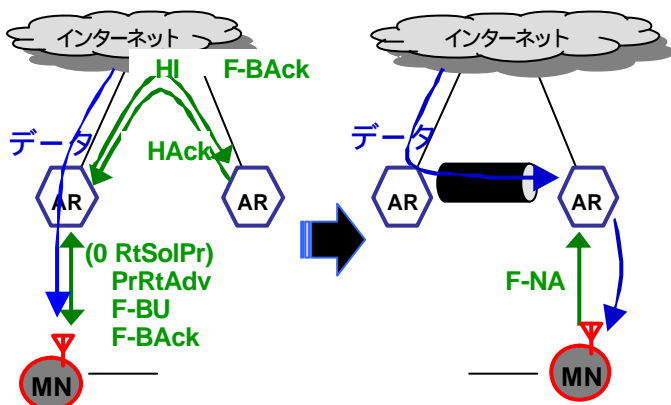 インターネット
HI F-BAck
データ
HAck
AR
AR
(0 RtSolPr)
PrRtAdv
F-BU
F-BAck
MN
インターネット
データ
AR
AR
F-NA
MN